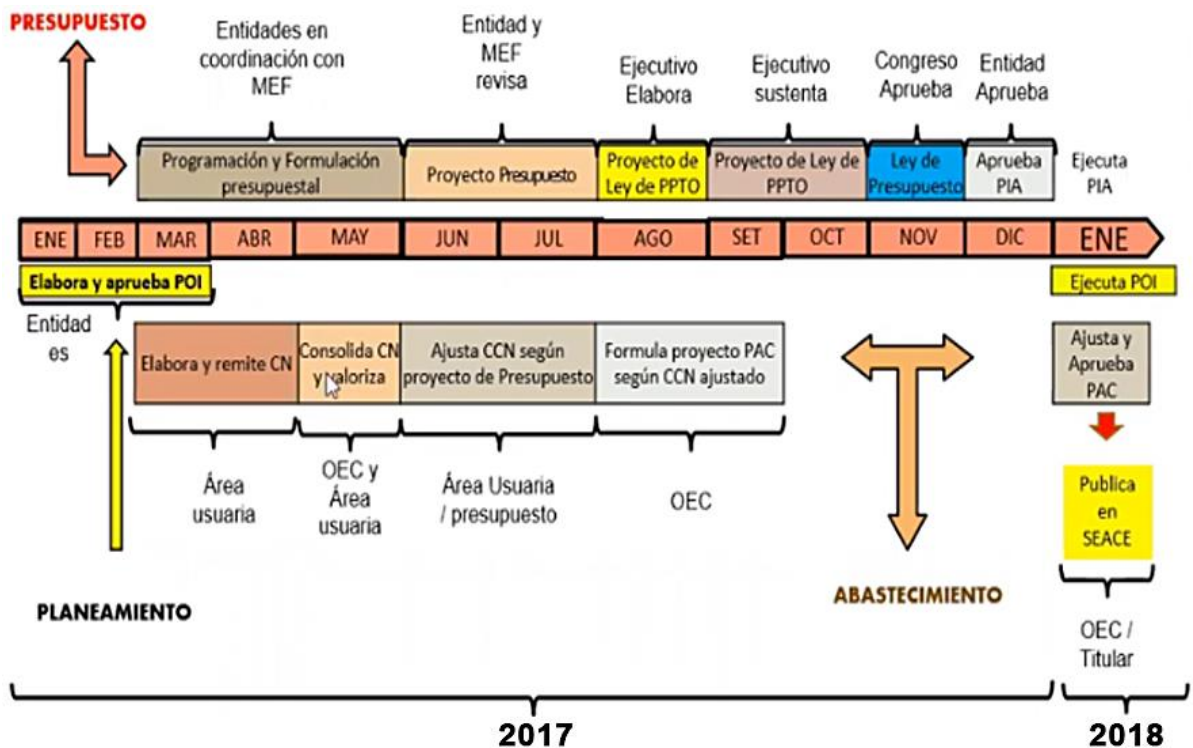 PRESUPUESTO
Entidades en
coordinación con
MEF
Entidad y
MEF
revisa
Ejecutivo
Elabora
Ejecutivo
sustenta
Congreso
Aprueba
Entidad
Aprueba
Programación y Formulación
presupuestal
Proyecto Presupuesto
Proyecto de
Ley de PPTO
Proyecto de Ley de
PPTO
Ley de
Presupuesto
Aprueba
PIA
Ejecuta
PIA
ENE
FEB
MAR
ABR
MAY
JUN
JUL
AGO
SET
OCT
NOV
DIC
ENE
Elabora y aprueba POI
Ejecuta POI
Entidad
es
Elabora y remite CN
Consolida CN
y valoriza
Ajusta CCN según
proyecto de Presupuesto
Formula proyecto PAC
según CCN ajustado
Ajusta y
Aprueba
PAC
Área
usuaria
OEC y
Área
usuaria
Área Usuaria
/ presupuesto
OEC
Publica
en
SEACE
PLANEAMIENTO
ABASTECIMIENTO
OEC /
Titular
2017
2018